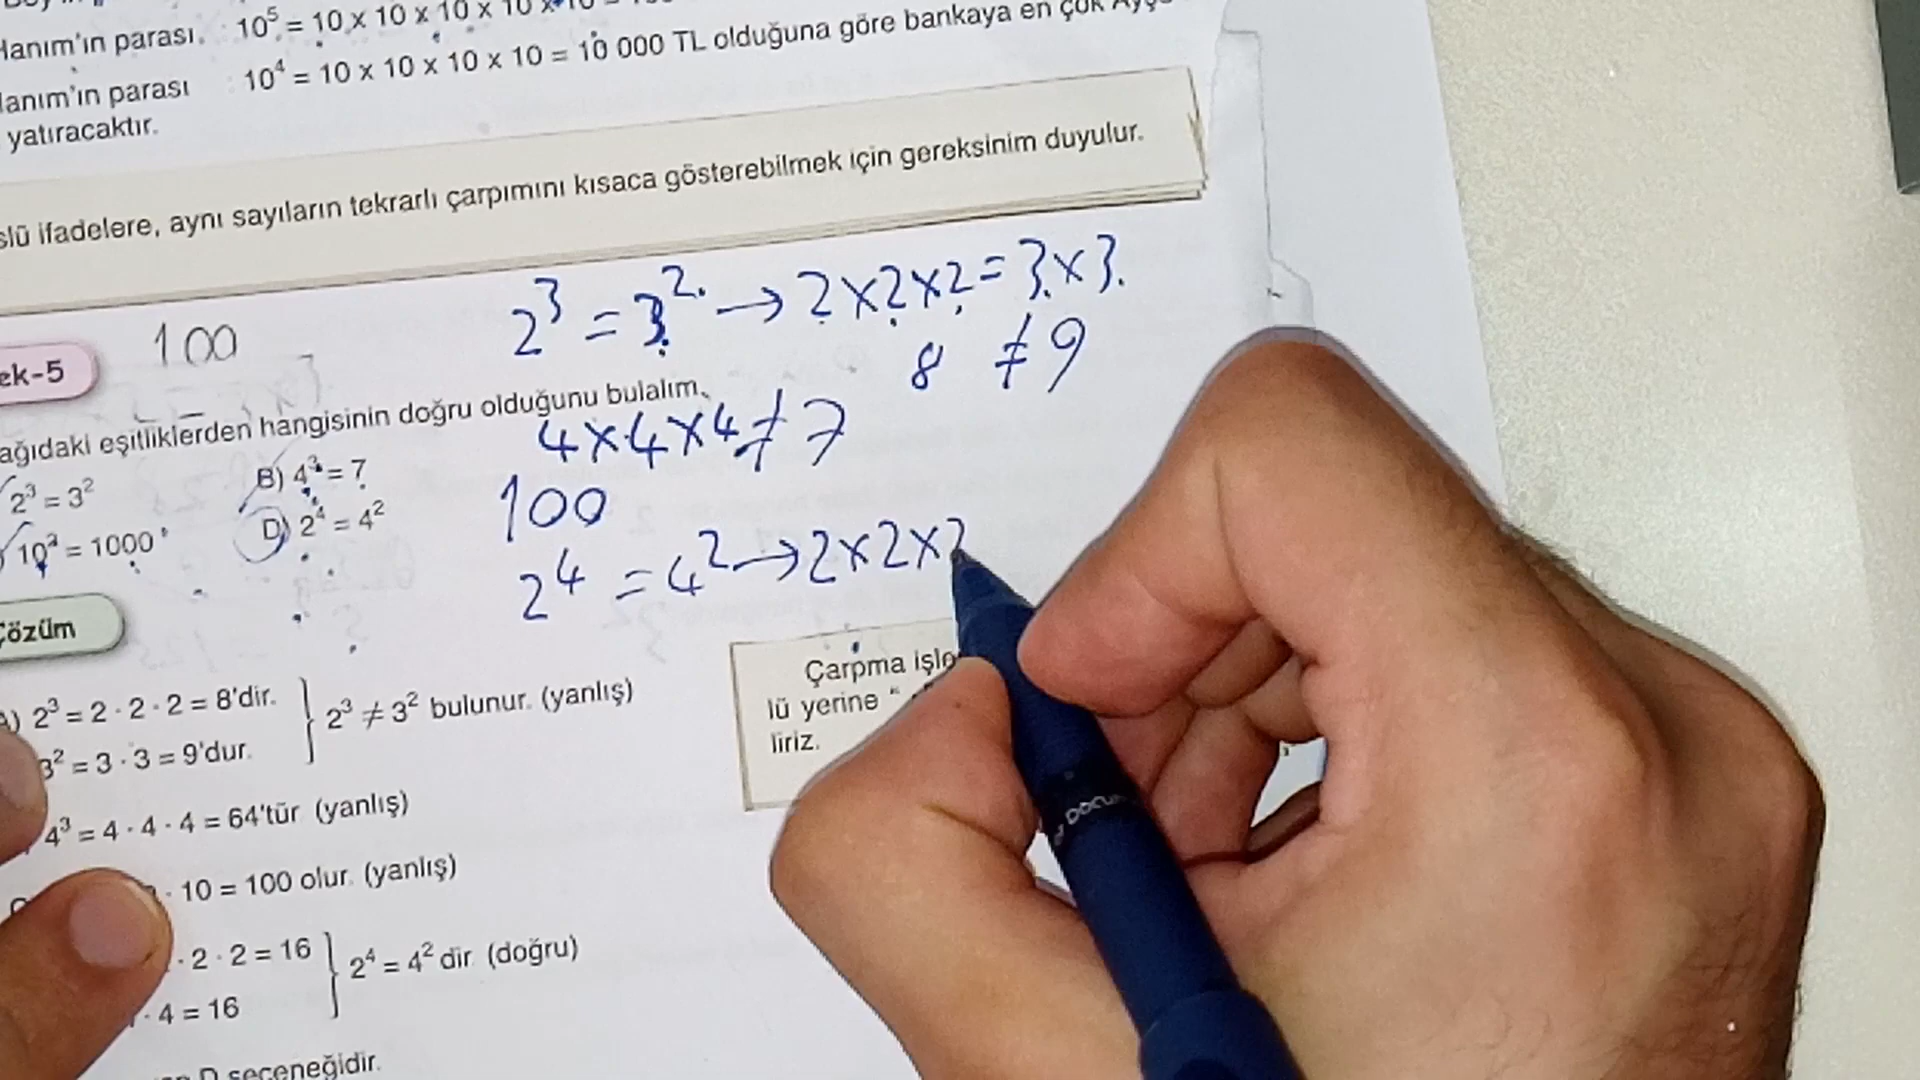 Hanım'ın parası : 10⁵ = 10 x 10 x 10 x 10 x 10
Hanım'ın parası : 10⁴ = 10 x 10 x 10 x 10 = 10 000 TL olduğuna göre bankaya en çok
yatıracaktır.
slü ifadelere, aynı sayıların tekrarlı çarpımını kısaca gösterebilmek için gereksinim duyulur.
2³ = 3² → 2x2x2 = 3x3
8 ≠ 9
100
ek-5
ağıdaki eşitliklerden hangisinin doğru olduğunu bulalım.
4x4x4 ≠ 7
2³ = 3² B) 4³ = 7
100
10² = 1000 D) 2⁴ = 4²
2⁴ = 4² → 2x2x2
Çözüm
Çarpma işle
lü yerine "
liriz.
A) 2³ = 2 · 2 · 2 = 8'dir.
3² = 3 · 3 = 9'dur.
2³ ≠ 3² bulunur. (yanlış)
4³ = 4 · 4 · 4 = 64'tür (yanlış)
· 10 = 100 olur. (yanlış)
· 2 · 2 = 16
· 4 = 16
2⁴ = 4² dir (doğru)
D seçeneğidir.
DOCUM